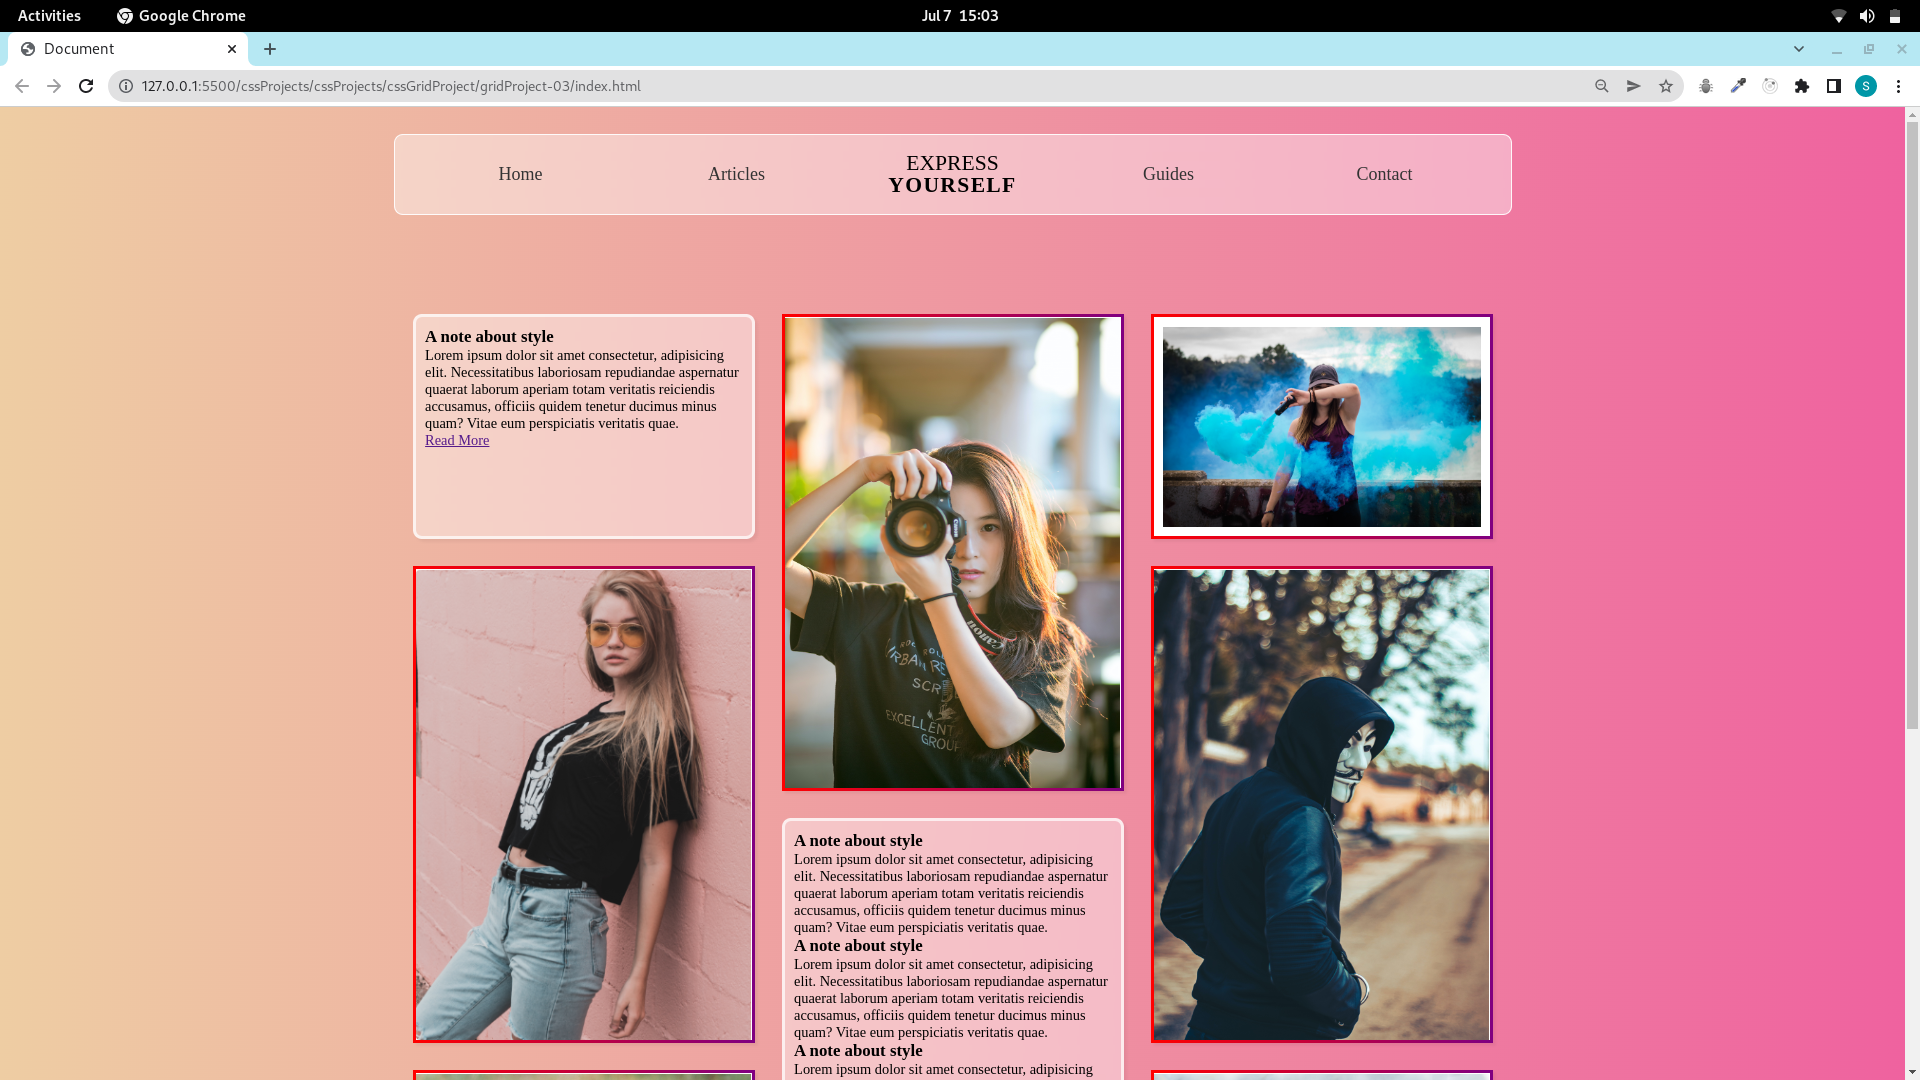 Activities
Google Chrome
Jul 7 15:03
Document
127.0.0.1:5500/cssProjects/cssProjects/cssGridProject/gridProject-03/index.html
S
Home
Articles
EXPRESS
YOURSELF
Guides
Contact
A note about style
Lorem ipsum dolor sit amet consectetur, adipisicing
elit. Necessitatibus laboriosam repudiandae aspernatur
quaerat laborum aperiam totam veritatis reiciendis
accusamus, officiis quidem tenetur ducimus minus
quam? Vitae eum perspiciatis veritatis quae.
Read More
Canon
SCR
EXCELLENT
GROUP
A note about style
Lorem ipsum dolor sit amet consectetur, adipisicing
elit. Necessitatibus laboriosam repudiandae aspernatur
quaerat laborum aperiam totam veritatis reiciendis
accusamus, officiis quidem tenetur ducimus minus
quam? Vitae eum perspiciatis veritatis quae.
A note about style
Lorem ipsum dolor sit amet consectetur, adipisicing
elit. Necessitatibus laboriosam repudiandae aspernatur
quaerat laborum aperiam totam veritatis reiciendis
accusamus, officiis quidem tenetur ducimus minus
quam? Vitae eum perspiciatis veritatis quae.
A note about style
Lorem ipsum dolor sit amet consectetur, adipisicing